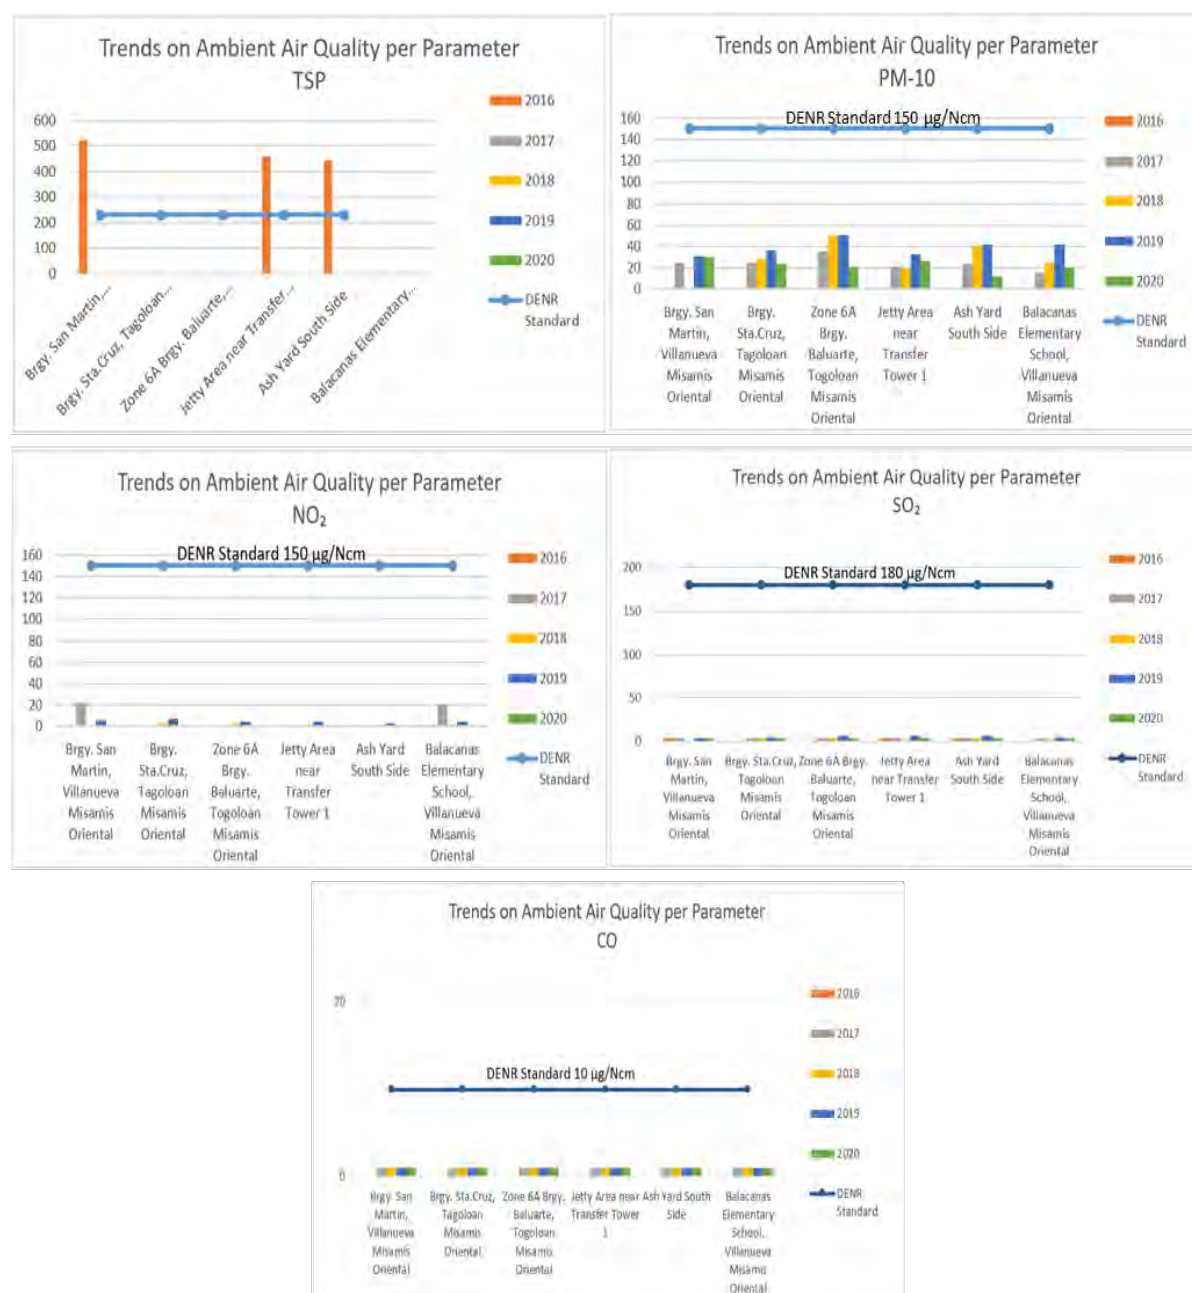 Trends on Ambient Air Quality per Parameter
TSP
600
500
400
300
200
100
0
Brgy. San Martin,...
Brgy. Sta.Cruz, Tagoloan...
Zone 6A Brgy. Baluarte,...
Jetty Area near Transfer...
Ash Yard South Side
Balacanas Elementary...
2016
2017
2018
2019
2020
DENR
Standard
Trends on Ambient Air Quality per Parameter
PM-10
DENR Standard 150 µg/Ncm
160
140
120
100
80
60
40
20
0
Brgy. San
Martin,
Villanueva
Misamis
Oriental
Brgy.
Sta.Cruz,
Tagoloan
Misamis
Oriental
Zone 6A
Brgy.
Baluarte,
Togoloan
Misamis
Oriental
Jetty Area
near
Transfer
Tower 1
Ash Yard
South Side
Balacanas
Elementary
School,
Villanueva
Misamis
Oriental
2016
2017
2018
2019
2020
DENR
Standard
Trends on Ambient Air Quality per Parameter
NO₂
DENR Standard 150 µg/Ncm
160
140
120
100
80
60
40
20
0
Brgy. San
Martin,
Villanueva
Misamis
Oriental
Brgy.
Sta.Cruz,
Tagoloan
Misamis
Oriental
Zone 6A
Brgy.
Baluarte,
Togoloan
Misamis
Oriental
Jetty Area
near
Transfer
Tower 1
Ash Yard
South Side
Balacanas
Elementary
School,
Villanueva
Misamis
Oriental
2016
2017
2018
2019
2020
DENR
Standard
Trends on Ambient Air Quality per Parameter
SO₂
DENR Standard 180 µg/Ncm
200
150
100
50
0
Brgy. San
Martin,
Villanueva
Misamis
Oriental
Brgy. Sta.Cruz,
Tagoloan
Misamis
Oriental
Zone 6A Brgy.
Baluarte,
Togoloan
Misamis
Oriental
Jetty Area
near Transfer
Tower 1
Ash Yard
South Side
Balacanas
Elementary
School,
Villanueva
Misamis
Oriental
2016
2017
2018
2019
2020
DENR
Standard
Trends on Ambient Air Quality per Parameter
CO
20
DENR Standard 10 µg/Ncm
0
Brgy. San
Martin,
Villanueva
Misamis
Oriental
Brgy. Sta.Cruz,
Tagoloan
Misamis
Oriental
Zone 6A Brgy.
Baluarte,
Togoloan
Misamis
Oriental
Jetty Area near
Transfer Tower
1
Ash Yard South
Side
Balacanas
Elementary
School,
Villanueva
Misamis
Oriental
2016
2017
2018
2019
2020
DENR
Standard